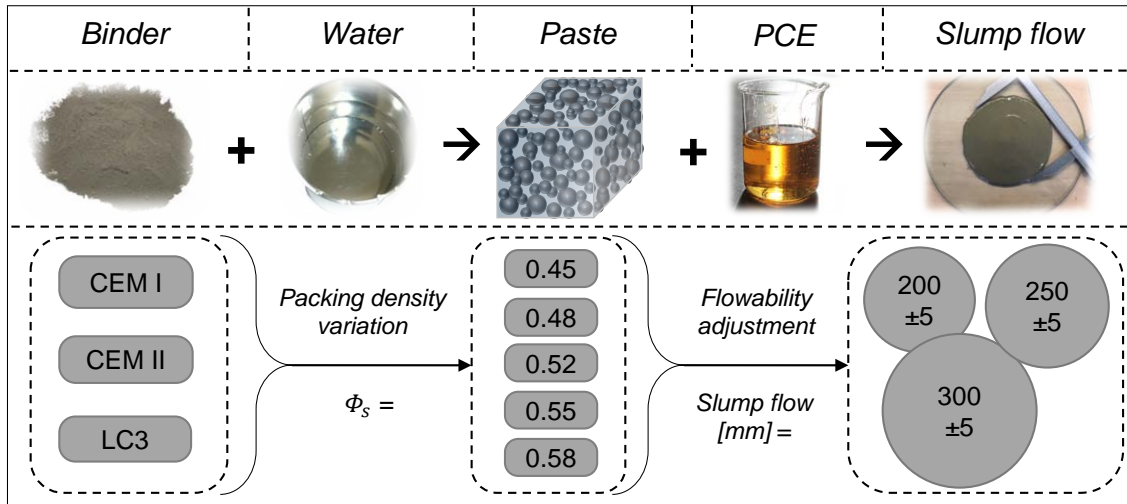 Binder
Water
Paste
PCE
Slump flow
+
→
+
→
CEM I
CEM II
LC3
Packing density
variation
Φs =
0.45
0.48
0.52
0.55
0.58
Flowability
adjustment
Slump flow
[mm] =
200
±5
250
±5
300
±5